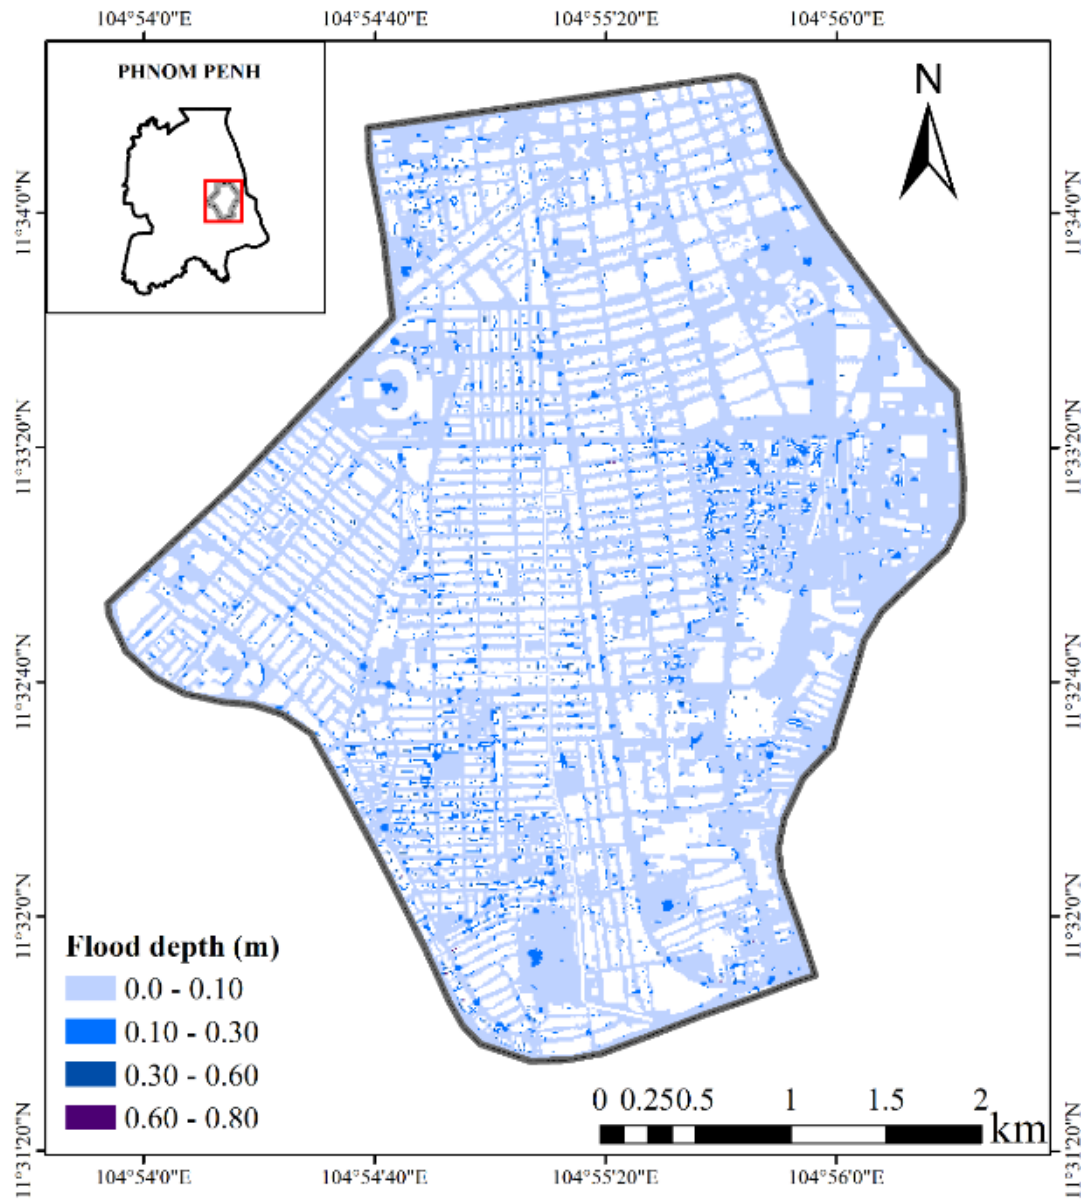 104°54'0"E 104°54'40"E 104°55'20"E 104°56'0"E
PHNOM PENH
N
11°34'0"N 11°34'0"N
11°33'20"N 11°33'20"N
11°32'40"N 11°32'40"N
11°32'0"N 11°32'0"N
Flood depth (m)
0.0 - 0.10
0.10 - 0.30
0.30 - 0.60
0.60 - 0.80
0 0.25 0.5 1 1.5 2
km
11°31'20"N 11°31'20"N
104°54'0"E 104°54'40"E 104°55'20"E 104°56'0"E